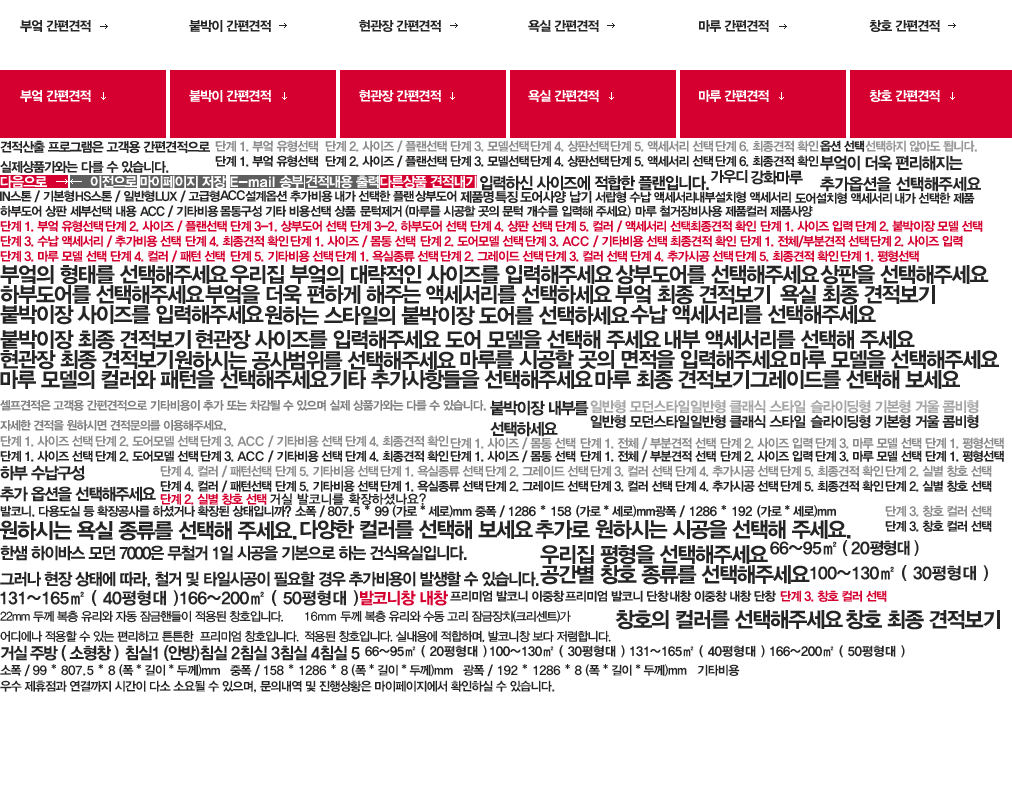 부엌 간편견적 → 붙박이 간편견적 → 현관장 간편견적 → 욕실 간편견적 → 마루 간편견적 → 창호 간편견적 →
부엌 간편견적 ↓ 붙박이 간편견적 ↓ 현관장 간편견적 ↓ 욕실 간편견적 ↓ 마루 간편견적 ↓ 창호 간편견적 ↓
견적산출 프로그램은 고객용 간편견적으로 단계 1. 부엌 유형선택 단계 2. 사이즈 / 플랜선택 단계 3. 모델선택 단계 4. 상판선택 단계 5. 액세서리 선택 단계 6. 최종견적 확인 옵션 선택 선택하지 않아도 됩니다.
실제상품가와는 다를 수 있습니다. 단계 1. 부엌 유형선택 단계 2. 사이즈 / 플랜선택 단계 3. 모델선택 단계 4. 상판선택 단계 5. 액세서리 선택 단계 6. 최종견적 확인 부엌이 더욱 편리해지는
다음으로 → ← 이전으로 마이페이지 저장 E-mail 송부 견적내용 출력 다른상품 견적내기 입력하신 사이즈에 적합한 플랜입니다. 가우디 강화마루 추가옵션을 선택해주세요
IN스톤 / 기본형 HS스톤 / 일반형 LUX / 고급형 ACC설계옵션 추가비용 내가 선택한 플랜 상부도어 제품명 특징 도어사양 납기 서랍형 수납 액세서리 내부설치형 액세서리 도어설치형 액세서리 내가 선택한 제품
하부도어 상판 세부선택 내용 ACC / 기타비용 몸통구성 기타 비용선택 상품 문턱제거 (마루를 시공할 곳의 문턱 개수를 입력해 주세요) 마루 철거장비사용 제품컬러 제품사양
단계 1. 부엌 유형선택 단계 2. 사이즈 / 플랜선택 단계 3-1. 상부도어 선택 단계 3-2. 하부도어 선택 단계 4. 상판 선택 단계 5. 컬러 / 액세서리 선택 최종견적 확인 단계 1. 사이즈 입력 단계 2. 붙박이장 모델 선택
단계 3. 수납 액세서리 / 추가비용 선택 단계 4. 최종견적 확인 단계 1. 사이즈 / 몸통 선택 단계 2. 도어모델 선택 단계 3. ACC / 기타비용 선택 최종견적 확인 단계 1. 전체/부분견적 선택 단계 2. 사이즈 입력
단계 3. 마루 모델 선택 단계 4. 컬러 / 패턴 선택 단계 5. 기타비용 선택 단계 1. 욕실종류 선택 단계 2. 그레이드 선택 단계 3. 컬러 선택 단계 4. 추가시공 선택 단계 5. 최종견적 확인 단계 1. 평형선택
부엌의 형태를 선택해주세요 우리집 부엌의 대략적인 사이즈를 입력해주세요 상부도어를 선택해주세요 상판을 선택해주세요
하부도어를 선택해주세요 부엌을 더욱 편하게 해주는 액세서리를 선택하세요 부엌 최종 견적보기 욕실 최종 견적보기
붙박이장 사이즈를 입력해주세요 원하는 스타일의 붙박이장 도어를 선택하세요 수납 액세서리를 선택해주세요
붙박이장 최종 견적보기 현관장 사이즈를 입력해주세요 도어 모델을 선택해 주세요 내부 액세서리를 선택해 주세요
현관장 최종 견적보기 원하시는 공사범위를 선택해주세요 마루를 시공할 곳의 면적을 입력해주세요 마루 모델을 선택해주세요
마루 모델의 컬러와 패턴을 선택해주세요 기타 추가사항들을 선택해주세요 마루 최종 견적보기 그레이드를 선택해 보세요
셀프견적은 고객용 간편견적으로 기타비용이 추가 또는 차감될 수 있으며 실제 상품가와는 다를 수 있습니다. 붙박이장 내부를 일반형 모던스타일 일반형 클래식 스타일 슬라이딩형 기본형 거울 콤비형
자세한 견적을 원하시면 견적문의를 이용해주세요. 선택하세요 일반형 모던스타일 일반형 클래식 스타일 슬라이딩형 기본형 거울 콤비형
단계 1. 사이즈 선택 단계 2. 도어모델 선택 단계 3. ACC / 기타비용 선택 단계 4. 최종견적 확인 단계 1. 사이즈 / 몸통 선택 단계 1. 전체 / 부분견적 선택 단계 2. 사이즈 입력 단계 3. 마루 모델 선택 단계 1. 평형선택
단계 1. 사이즈 선택 단계 2. 도어모델 선택 단계 3. ACC / 기타비용 선택 단계 4. 최종견적 확인 단계 1. 사이즈 / 몸통 선택 단계 1. 전체 / 부분견적 선택 단계 2. 사이즈 입력 단계 3. 마루 모델 선택 단계 1. 평형선택
하부 수납구성 단계 4. 컬러 / 패턴선택 단계 5. 기타비용 선택 단계 1. 욕실종류 선택 단계 2. 그레이드 선택 단계 3. 컬러 선택 단계 4. 추가시공 선택 단계 5. 최종견적 확인 단계 2. 실별 창호 선택
추가 옵션을 선택해주세요 단계 4. 컬러 / 패턴선택 단계 5. 기타비용 선택 단계 1. 욕실종류 선택 단계 2. 그레이드 선택 단계 3. 컬러 선택 단계 4. 추가시공 선택 단계 5. 최종견적 확인 단계 2. 실별 창호 선택
단계 2. 실별 창호 선택 거실 발코니를 확장하셨나요?
발코니, 다용도실 등 확장공사를 하셨거나 확장된 상태입니까? 소폭 / 807.5 * 99 (가로 * 세로)mm 중폭 / 1286 * 158 (가로 * 세로)mm 광폭 / 1286 * 192 (가로 * 세로)mm 단계 3. 창호 컬러 선택
원하시는 욕실 종류를 선택해 주세요. 다양한 컬러를 선택해 보세요 추가로 원하시는 시공을 선택해 주세요. 단계 3. 창호 컬러 선택
한샘 하이바스 모던 7000은 무철거 1일 시공을 기본으로 하는 건식욕실입니다. 우리집 평형을 선택해주세요 66~95㎡ ( 20평형대 )
그러나 현장 상태에 따라, 철거 및 타일시공이 필요할 경우 추가비용이 발생할 수 있습니다. 공간별 창호 종류를 선택해주세요 100~130㎡ ( 30평형대 )
131~165㎡ ( 40평형대 ) 166~200㎡ ( 50평형대 ) 발코니창 내창 프리미엄 발코니 이중창 프리미엄 발코니 단창 내창 이중창 내창 단창 단계 3. 창호 컬러 선택
22mm 두께 복층 유리와 자동 잠금핸들이 적용된 창호입니다. 16mm 두께 복층 유리와 수동 고리 잠금장치(크리센트)가 창호의 컬러를 선택해주세요 창호 최종 견적보기
어디에나 적용할 수 있는 편리하고 튼튼한 프리미엄 창호입니다. 적용된 창호입니다. 실내용에 적합하며, 발코니창 보다 저렴합니다.
거실 주방 ( 소형창 ) 침실1 (안방) 침실 2 침실 3 침실 4 침실 5 66~95㎡ ( 20평형대 ) 100~130㎡ ( 30평형대 ) 131~165㎡ ( 40평형대 ) 166~200㎡ ( 50평형대 )
소폭 / 99 * 807.5 * 8 (폭 * 길이 * 두께)mm 중폭 / 158 * 1286 * 8 (폭 * 길이 * 두께)mm 광폭 / 192 * 1286 * 8 (폭 * 길이 * 두께)mm 기타비용
우수 제휴점과 연결까지 시간이 다소 소요될 수 있으며, 문의내역 및 진행상황은 마이페이지에서 확인하실 수 있습니다.